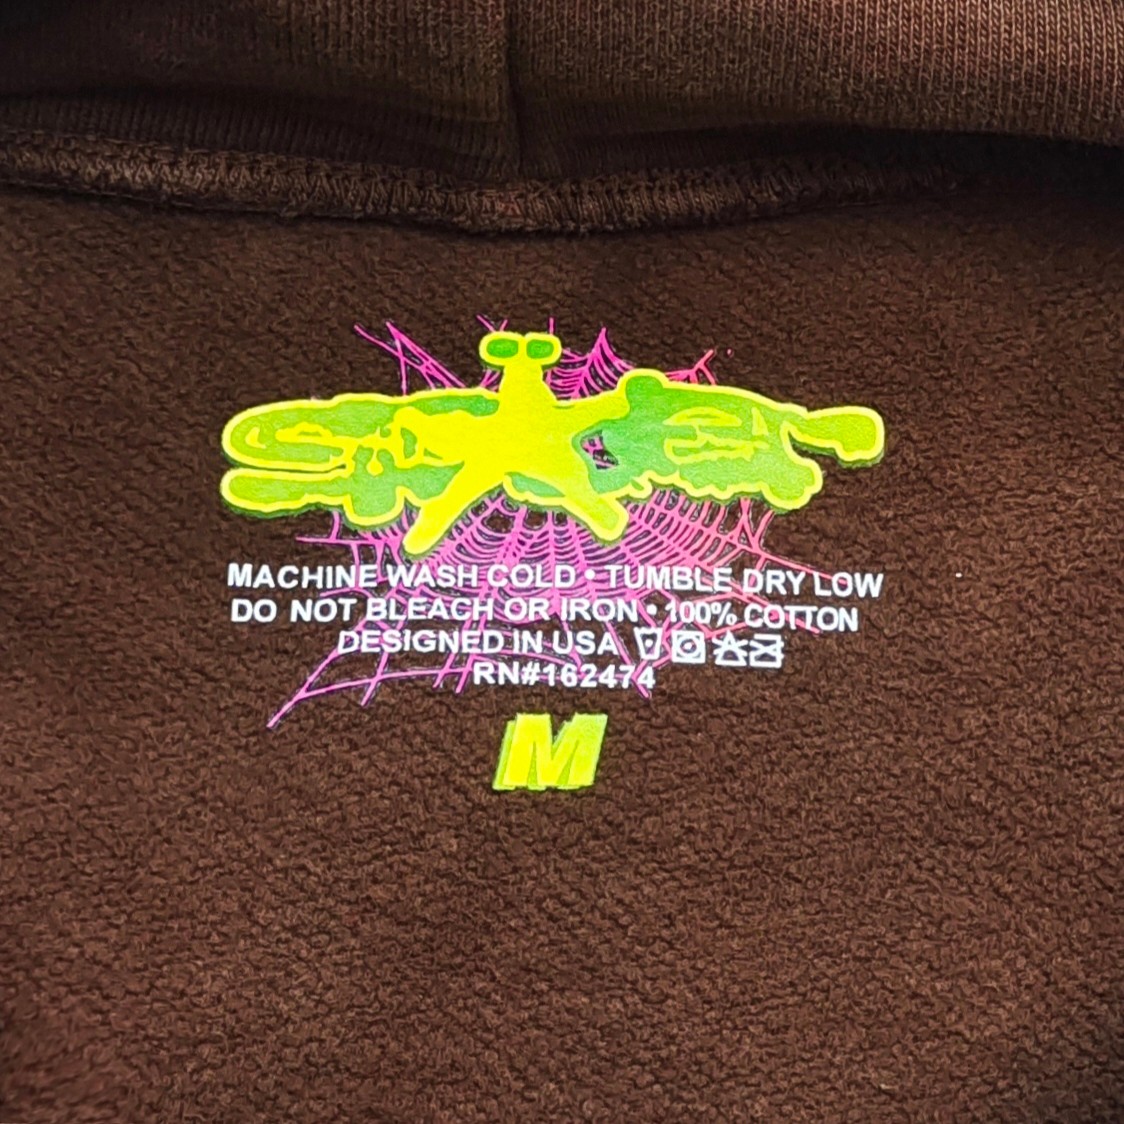 MACHINE WASH COLD • TUMBLE DRY LOW
DO NOT BLEACH OR IRON • 100% COTTON
DESIGNED IN USA
RN#162474
M